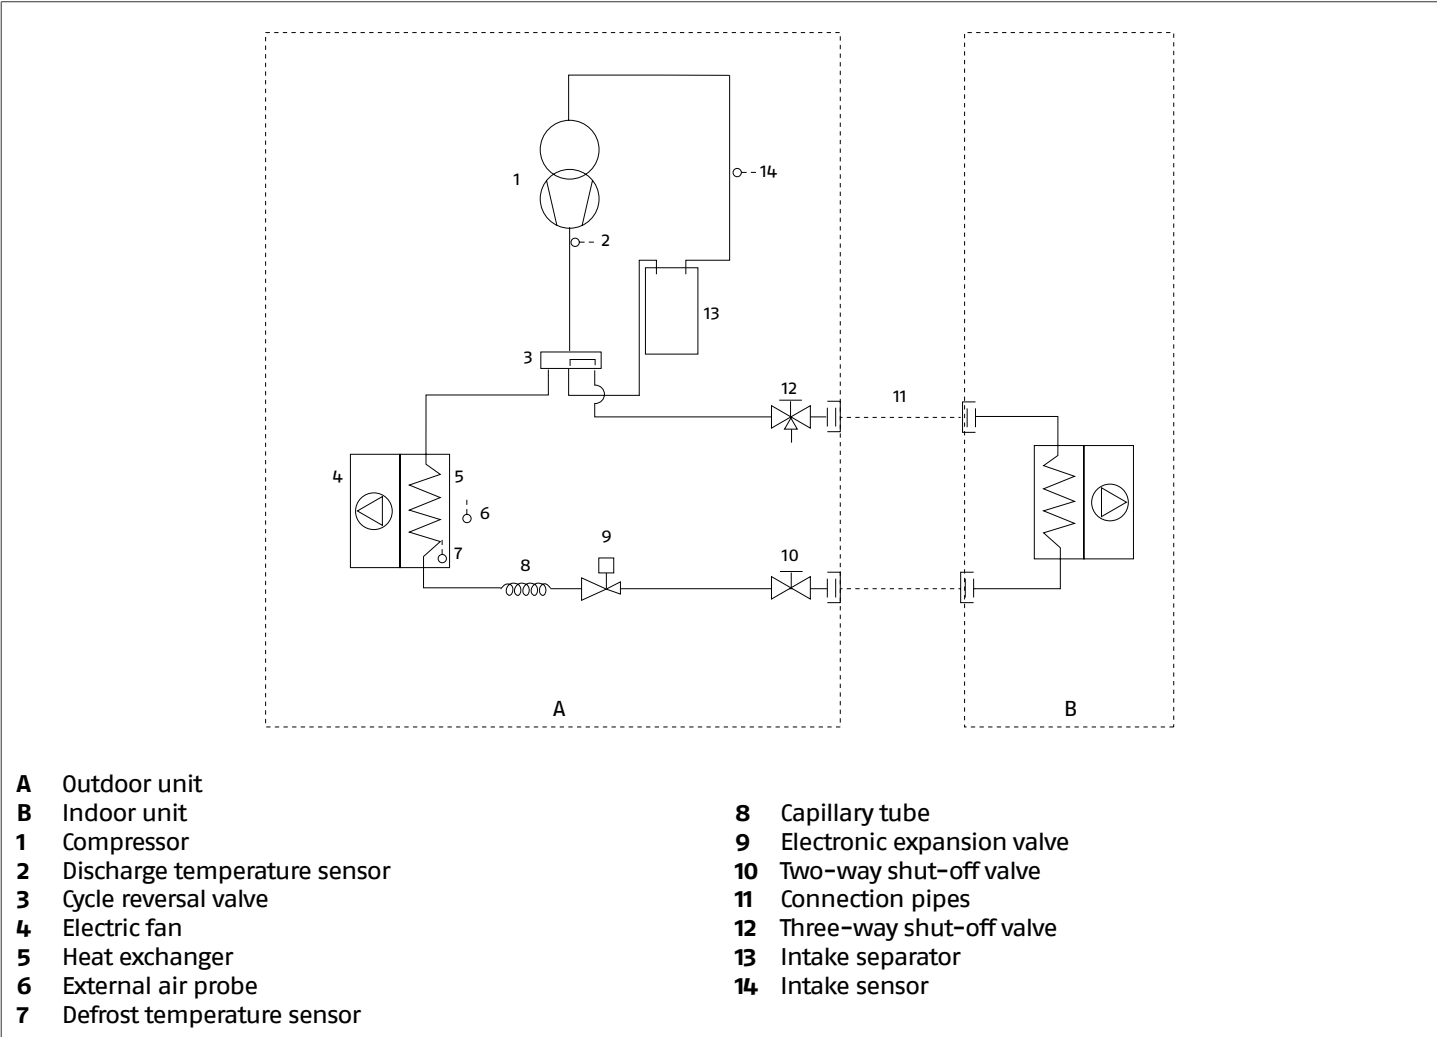 1
14
2
13
3
12
11
4
5
6
7
8
9
10
A
B
A Outdoor unit
B Indoor unit
1 Compressor
2 Discharge temperature sensor
3 Cycle reversal valve
4 Electric fan
5 Heat exchanger
6 External air probe
7 Defrost temperature sensor
8 Capillary tube
9 Electronic expansion valve
10 Two-way shut-off valve
11 Connection pipes
12 Three-way shut-off valve
13 Intake separator
14 Intake sensor